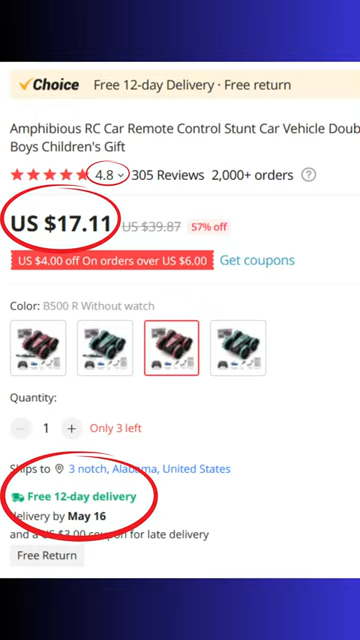 Choice Free 12-day Delivery · Free return
Amphibious RC Car Remote Control Stunt Car Vehicle Doub
Boys Children's Gift
4.8 305 Reviews 2,000+ orders ?
US $17.11 US $39.87 57% off
US $4.00 off On orders over US $6.00 Get coupons
Color: B500 R Without watch
Quantity:
1 + Only 3 left
Ships to 3 notch, Alabama, United States
Free 12-day delivery
delivery by May 16
and a US $3.00 coupon for late delivery
Free Return